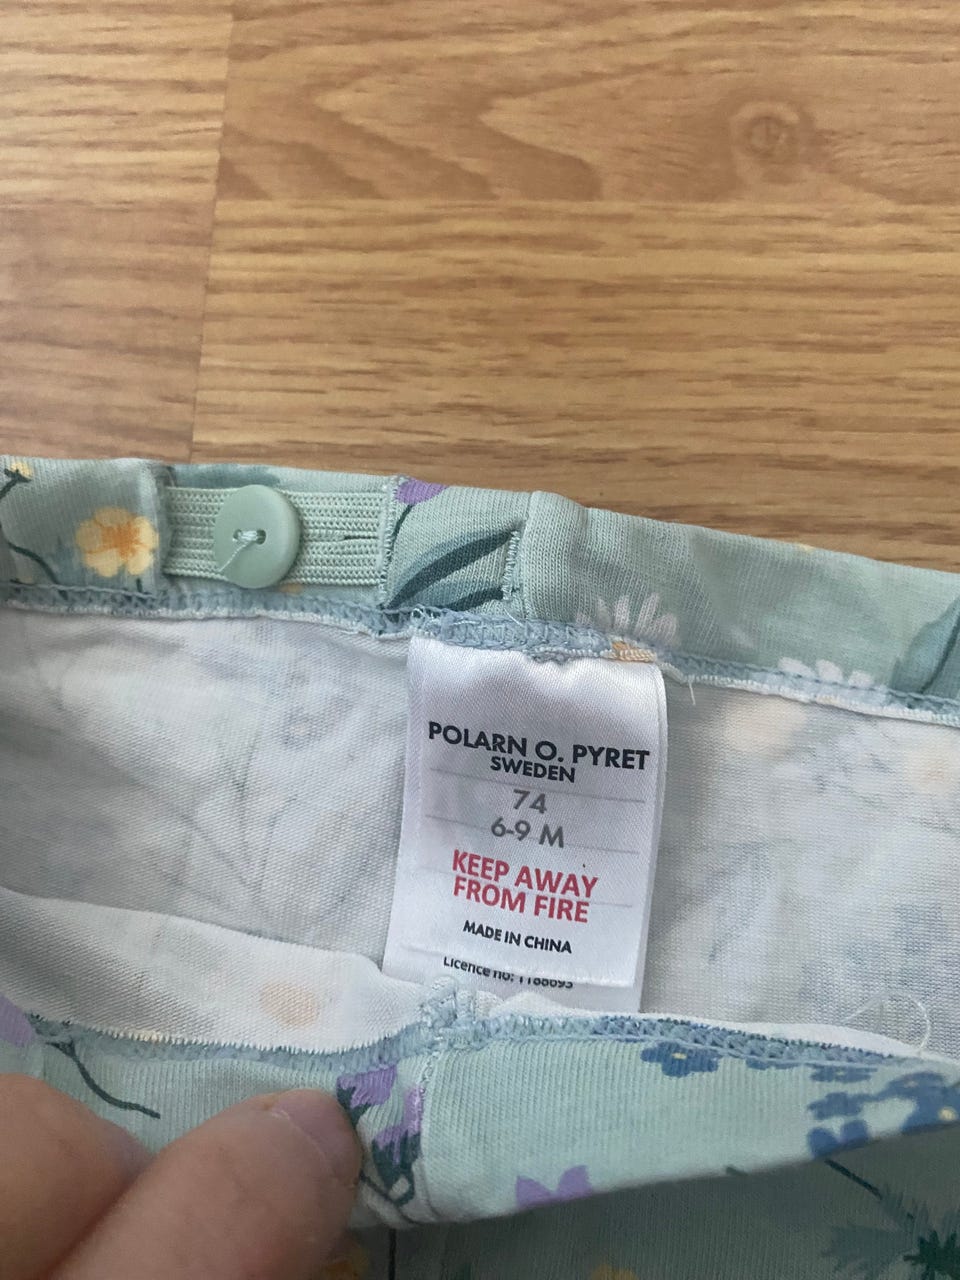 POLARN O. PYRET
SWEDEN
74
6-9 M
KEEP AWAY
FROM FIRE
MADE IN CHINA
Licence no: